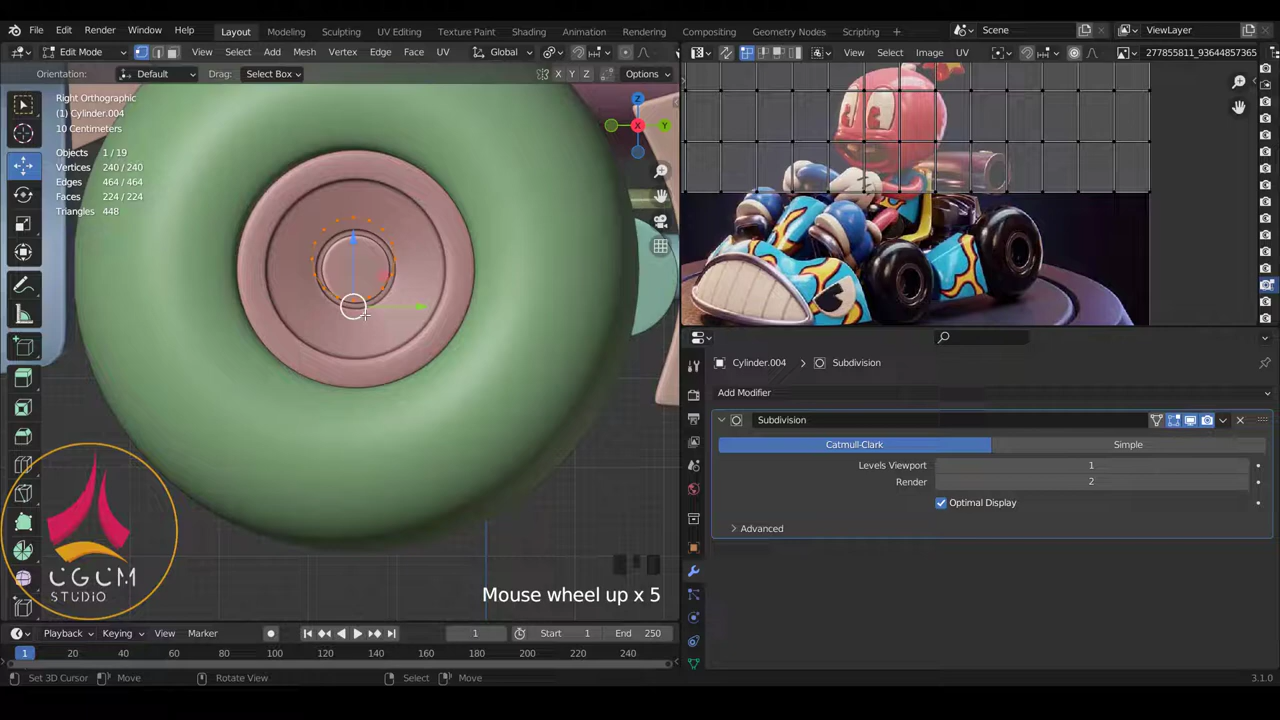 File Edit Render Window Help Layout Modeling Sculpting UV Editing Texture Paint Shading Animation Rendering Compositing Geometry Nodes Scripting + Scene ViewLayer
Edit Mode View Select Add Mesh Vertex Edge Face UV Global View Select Image UV 277855811_93644857365
Orientation: Default Drag: Select Box X Y Z Options
Right Orthographic
(1) Cylinder.004
10 Centimeters
Objects 1 / 19
Vertices 240 / 240
Edges 464 / 464
Faces 224 / 224
Triangles 448
Z
X
Y
Cylinder.004 > Subdivision
Add Modifier
Subdivision
Catmull-Clark Simple
Levels Viewport 1
Render 2
Optimal Display
Advanced
CGCM
STUDIO
Mouse wheel up x 5
Playback Keying View Marker 1 Start 1 End 250
1 20 40 60 80 100 120 140 160 180 200 220 240
Set 3D Cursor Move Rotate View Select Move 3.1.0